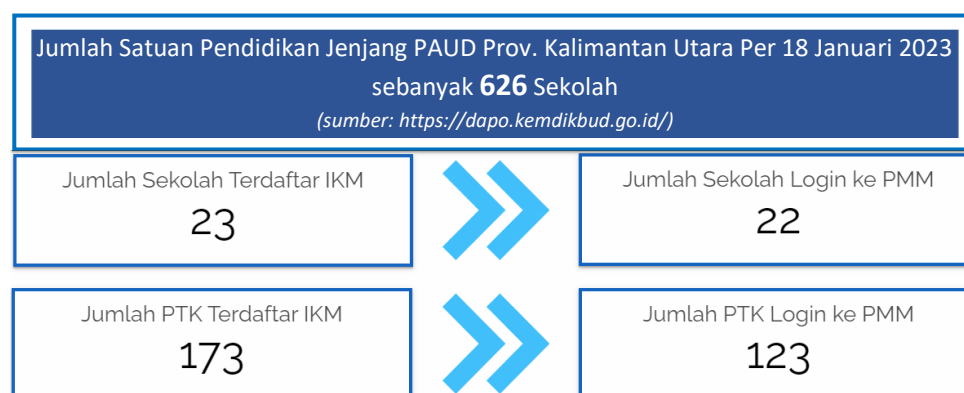 Jumlah Satuan Pendidikan Jenjang PAUD Prov. Kalimantan Utara Per 18 Januari 2023
sebanyak 626 Sekolah
(sumber: https://dapo.kemdikbud.go.id/)
Jumlah Sekolah Terdaftar IKM
23
Jumlah Sekolah Login ke PMM
22
Jumlah PTK Terdaftar IKM
173
Jumlah PTK Login ke PMM
123